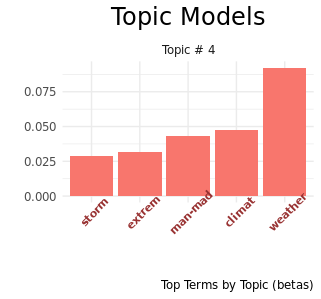 Topic Models
Topic # 4
0.075
0.050
0.025
0.000
storm
extrem
man-mad
climat
weather
Top Terms by Topic (betas)